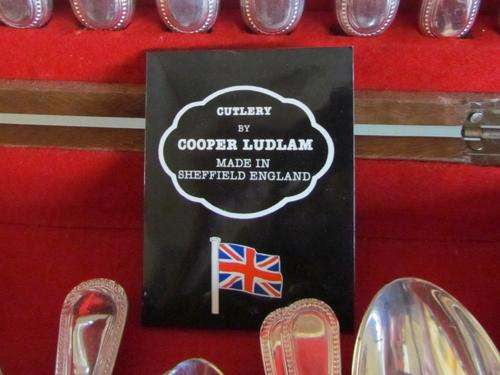 CUTLERY
BY
COOPER LUDLAM
MADE IN
SHEFFIELD ENGLAND